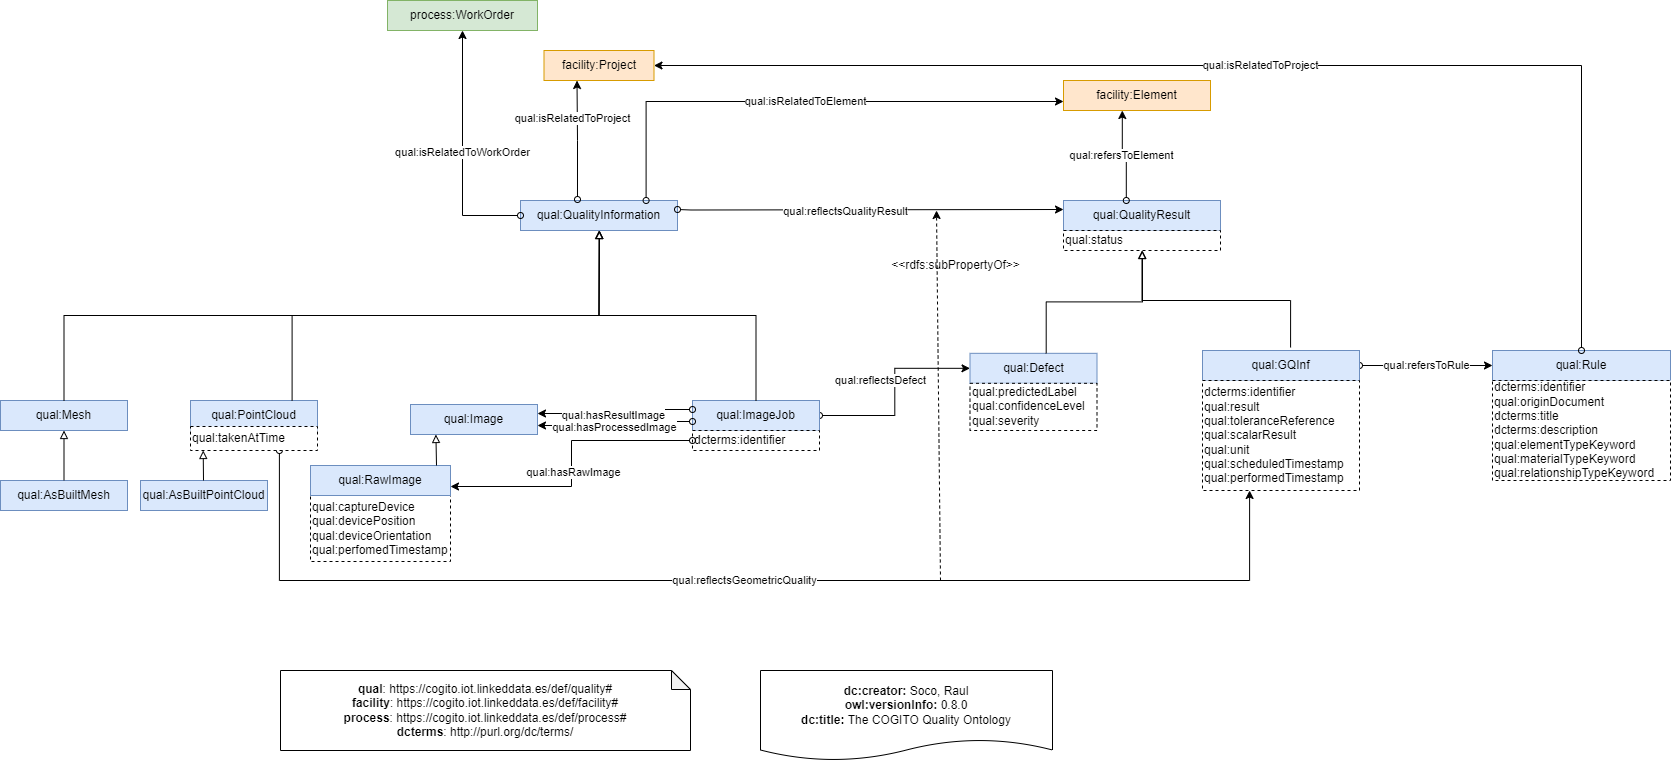 process:WorkOrder
facility:Project
qual:isRelatedToProject
facility:Element
qual:isRelatedToElement
qual:isRelatedToProject
qual:isRelatedToWorkOrder
qual:refersToElement
qual:QualityInformation
qual:reflectsQualityResult
qual:QualityResult
qual:status
<<rdfs:subPropertyOf>>
qual:Defect
qual:predictedLabel
qual:confidenceLevel
qual:severity
qual:reflectsDefect
qual:GQInf
dcterms:identifier
qual:result
qual:toleranceReference
qual:scalarResult
qual:unit
qual:scheduledTimestamp
qual:performedTimestamp
qual:refersToRule
qual:Rule
dcterms:identifier
qual:originDocument
dcterms:title
dcterms:description
qual:elementTypeKeyword
qual:materialTypeKeyword
qual:relationshipTypeKeyword
qual:Mesh
qual:PointCloud
qual:takenAtTime
qual:Image
qual:hasResultImage
qual:hasProcessedImage
qual:ImageJob
dcterms:identifier
qual:hasRawImage
qual:AsBuiltMesh
qual:AsBuiltPointCloud
qual:RawImage
qual:captureDevice
qual:devicePosition
qual:deviceOrientation
qual:perfomedTimestamp
qual:reflectsGeometricQuality
qual: https://cogito.iot.linkeddata.es/def/quality#
facility: https://cogito.iot.linkeddata.es/def/facility#
process: https://cogito.iot.linkeddata.es/def/process#
dcterms: http://purl.org/dc/terms/
dc:creator: Soco, Raul
owl:versionInfo: 0.8.0
dc:title: The COGITO Quality Ontology